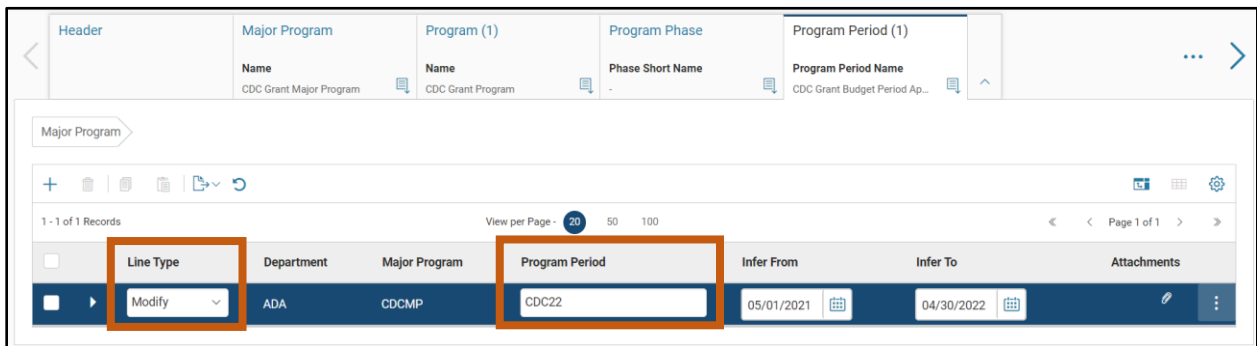 Header
Major Program
Program (1)
Program Phase
Program Period (1)
Name
Name
Phase Short Name
Program Period Name
CDC Grant Major Program
CDC Grant Program
-
CDC Grant Budget Period Ap...
Major Program
1 - 1 of 1 Records
View per Page - 20 50 100
Page 1 of 1
Line Type
Department
Major Program
Program Period
Infer From
Infer To
Attachments
Modify
ADA
CDCMP
CDC22
05/01/2021
04/30/2022